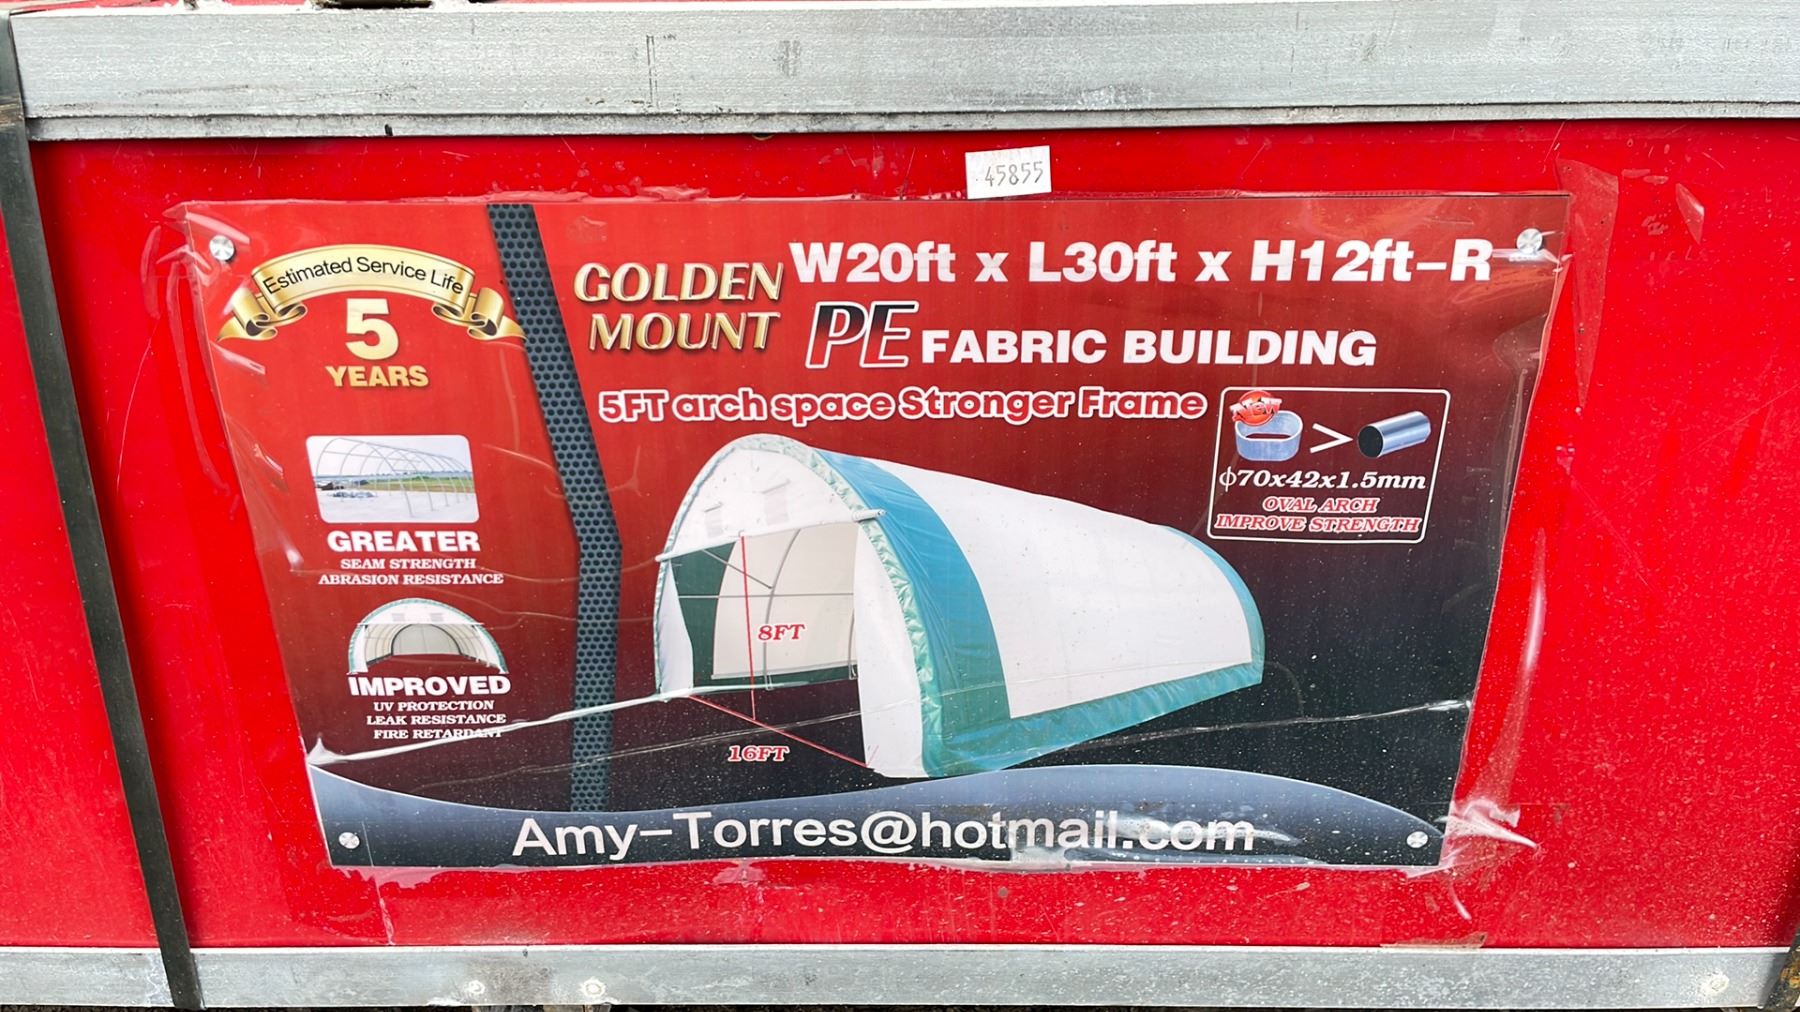 45855
Estimated Service Life
5
YEARS
GOLDEN
MOUNT
W20ft x L30ft x H12ft-R
PE FABRIC BUILDING
5FT arch space Stronger Frame
NEW
>
ф70x42x1.5mm
OVAL ARCH
IMPROVE STRENGTH
GREATER
SEAM STRENGTH
ABRASION RESISTANCE
IMPROVED
UV PROTECTION
LEAK RESISTANCE
FIRE RETARDANT
8FT
16FT
Amy-Torres@hotmail.com